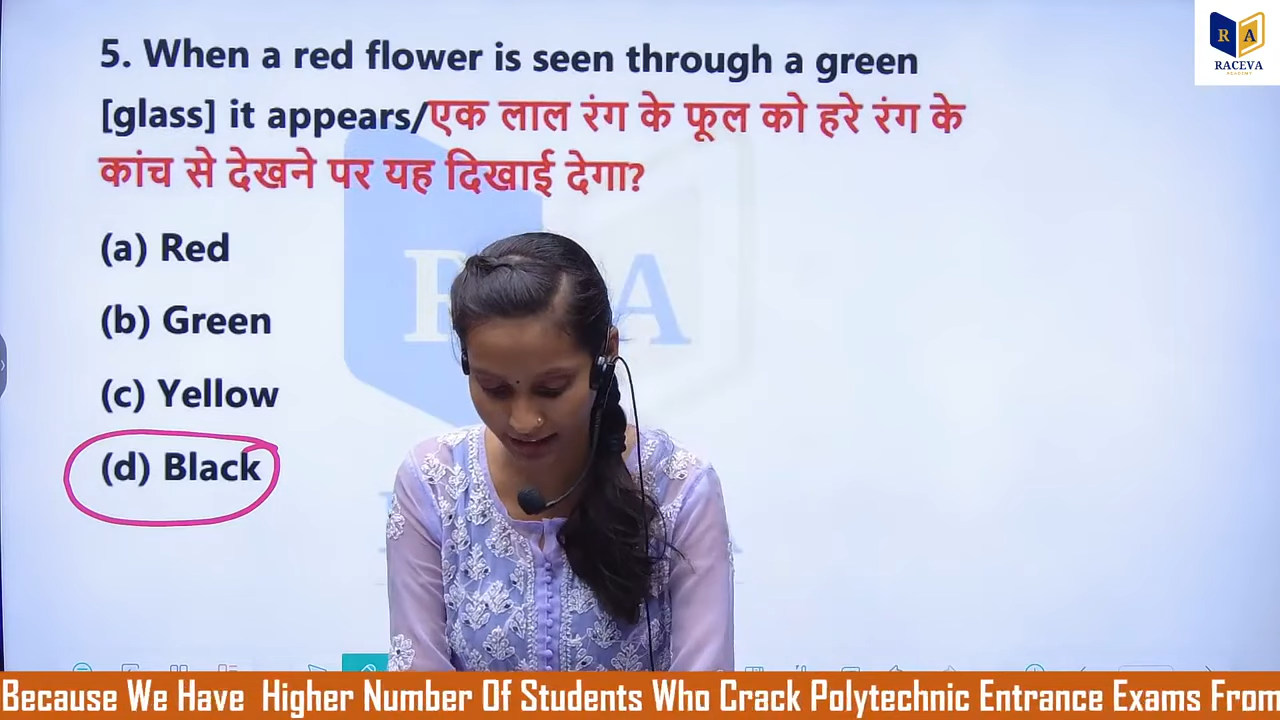 RA
RACEVA
ACADEMY
5. When a red flower is seen through a green
[glass] it appears/एक लाल रंग के फूल को हरे रंग के
कांच से देखने पर यह दिखाई देगा?
(a) Red
(b) Green
(c) Yellow
(d) Black
R A
Because We Have Higher Number Of Students Who Crack Polytechnic Entrance Exams From